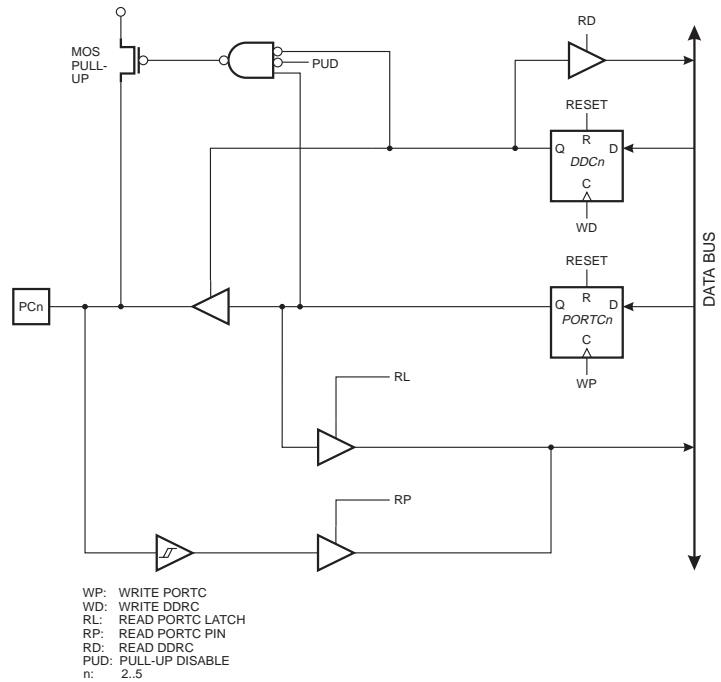 RD
MOS
PULL-
UP
PUD
RESET
R
Q
D
DDCn
C
WD
DATA BUS
RESET
PCn
R
Q
D
PORTCn
C
WP
RL
RP
WP: WRITE PORTC
WD: WRITE DDRC
RL: READ PORTC LATCH
RP: READ PORTC PIN
RD: READ DDRC
PUD: PULL-UP DISABLE
n: 2..5